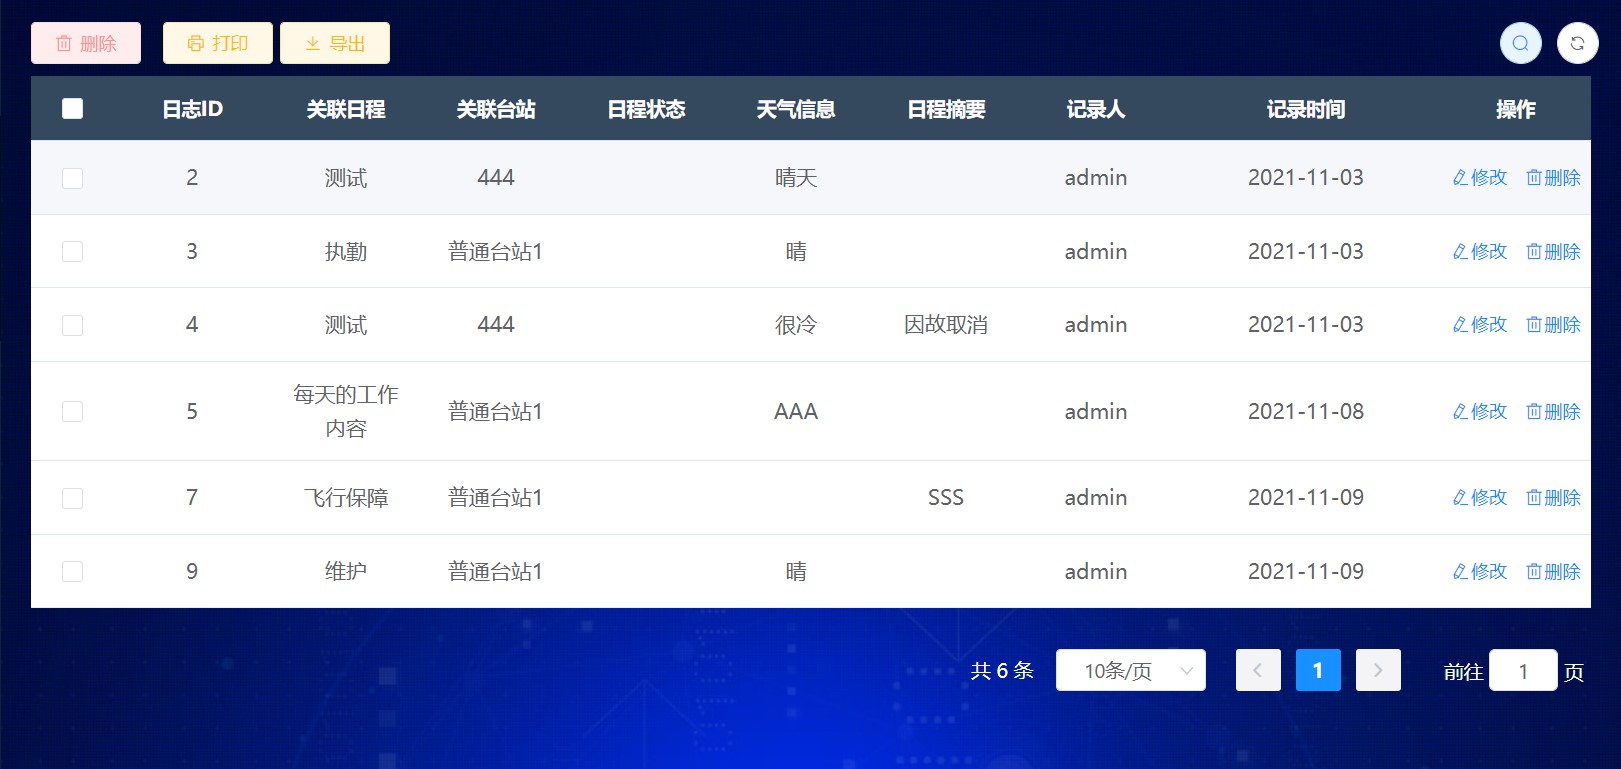 删除 打印 导出
日志ID 关联日程 关联台站 日程状态 天气信息 日程摘要 记录人 记录时间 操作
2 测试 444 晴天 admin 2021-11-03 修改 删除
3 执勤 普通台站1 晴 admin 2021-11-03 修改 删除
4 测试 444 很冷 因故取消 admin 2021-11-03 修改 删除
5 每天的工作 普通台站1 AAA admin 2021-11-08 修改 删除
内容
7 飞行保障 普通台站1 SSS admin 2021-11-09 修改 删除
9 维护 普通台站1 晴 admin 2021-11-09 修改 删除
共 6 条 10条/页 1 前往 1 页